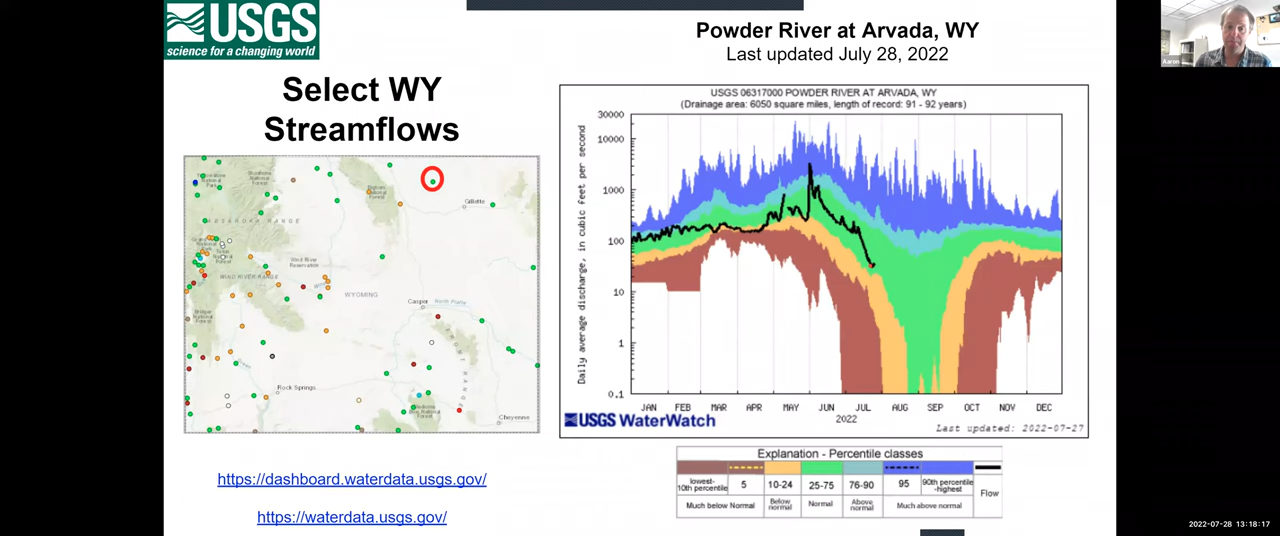 USGS
science for a changing world
Select WY
Streamflows
Gillette
WIND RIVER RANGE
Wind River
Reservation
WYOMING
Casper
North Platte
Rock Springs
Cheyenne
https://dashboard.waterdata.usgs.gov/
https://waterdata.usgs.gov/
Powder River at Arvada, WY
Last updated July 28, 2022
USGS 06317000 POWDER RIVER AT ARVADA, WY
(Drainage area: 6050 square miles, length of record: 91 - 92 years)
Daily average discharge, in cubic feet per second
30000
10000
1000
100
10
1
0.1
JAN FEB MAR APR MAY JUN JUL AUG SEP OCT NOV DEC
2022
USGS WaterWatch
Last updated: 2022-07-27
Explanation - Percentile classes
lowest-
10th percentile
5
10-24
25-75
76-90
95
90th percentile
-highest
Flow
Much below Normal
Below
normal
Normal
Above
normal
Much above normal
Aaron
2022-07-28 13:18:17